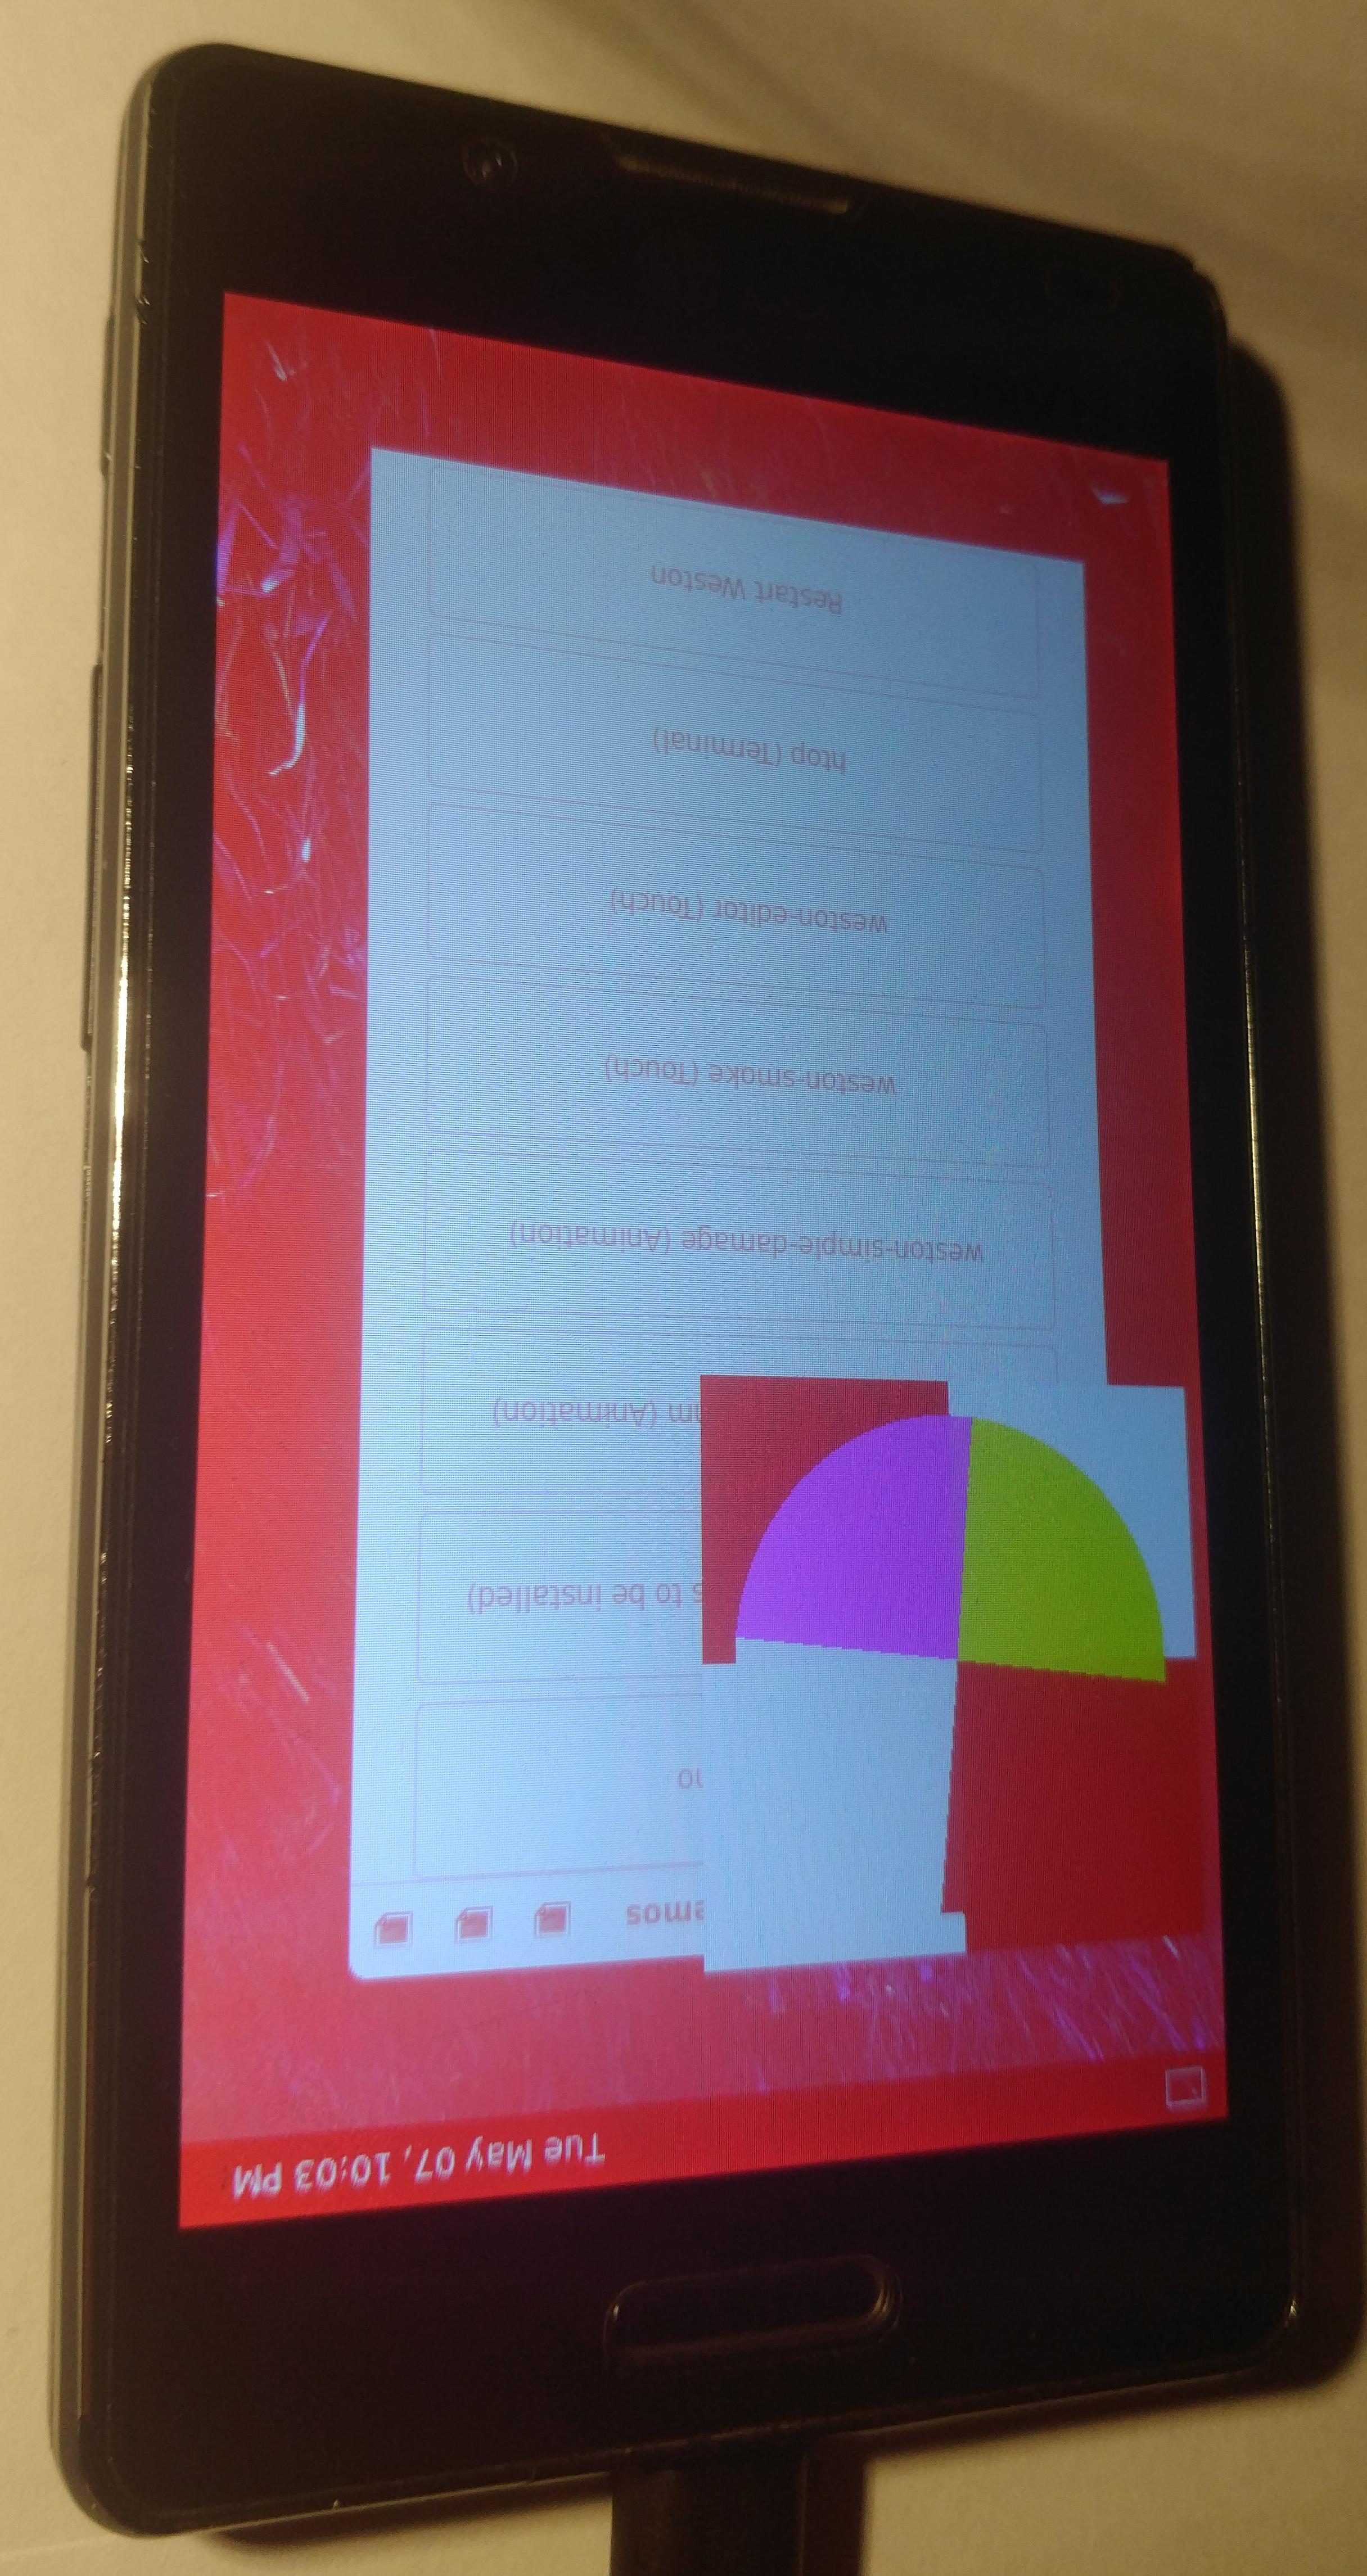 Tue May 07, 10:03 PM
emos
to be installed)
m (Animation)
weston-simple-damage (Animation)
weston-smoke (Touch)
weston-editor (Touch)
htop (Terminal)
Restart Weston